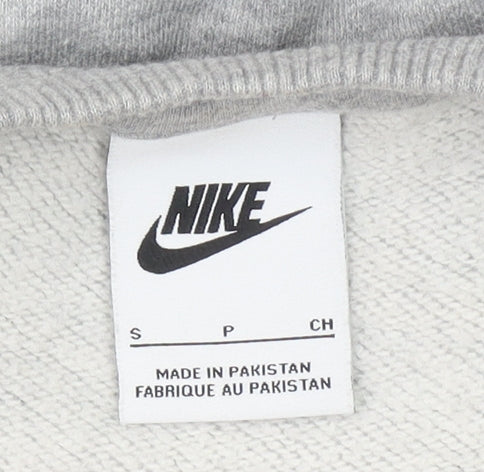 NIKE
S P CH
MADE IN PAKISTAN
FABRIQUE AU PAKISTAN